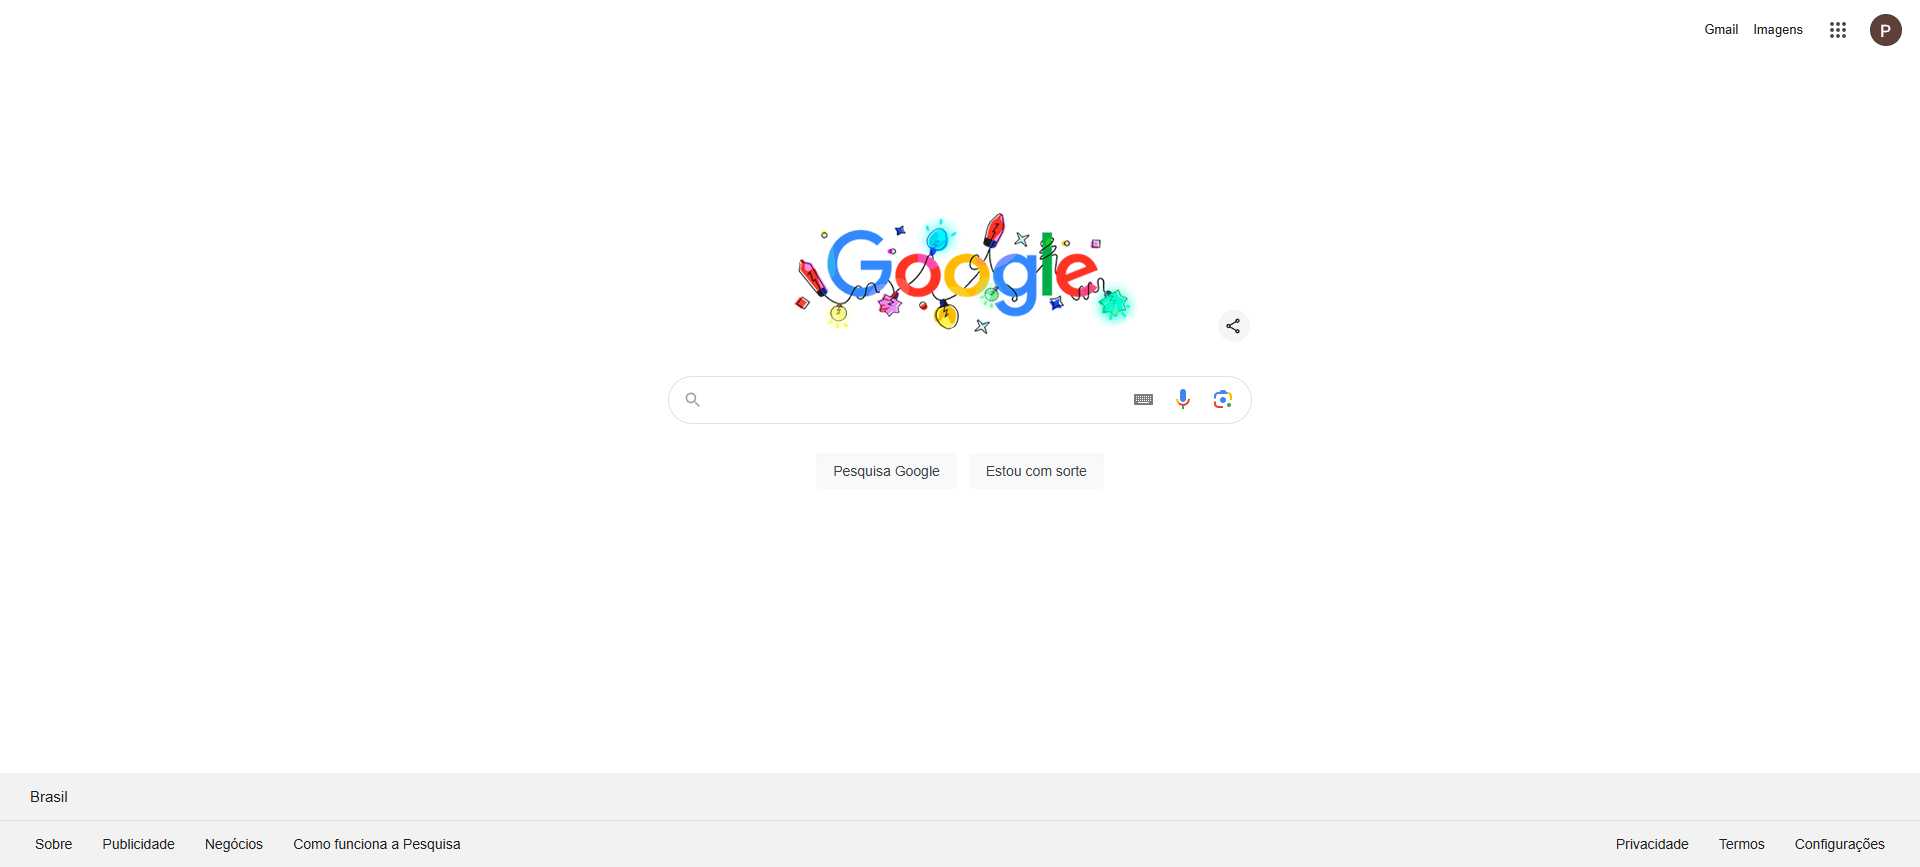 Gmail Imagens P
Google
Pesquisa Google Estou com sorte
Brasil
Sobre Publicidade Negócios Como funciona a Pesquisa Privacidade Termos Configurações